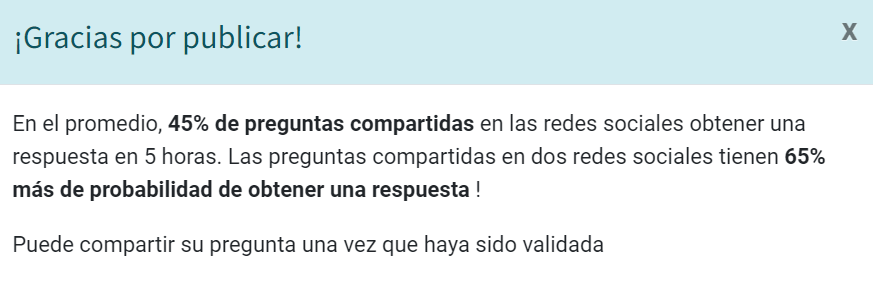 ¡Gracias por publicar!
X
En el promedio, 45% de preguntas compartidas en las redes sociales obtener una
respuesta en 5 horas. Las preguntas compartidas en dos redes sociales tienen 65%
más de probabilidad de obtener una respuesta !
Puede compartir su pregunta una vez que haya sido validada